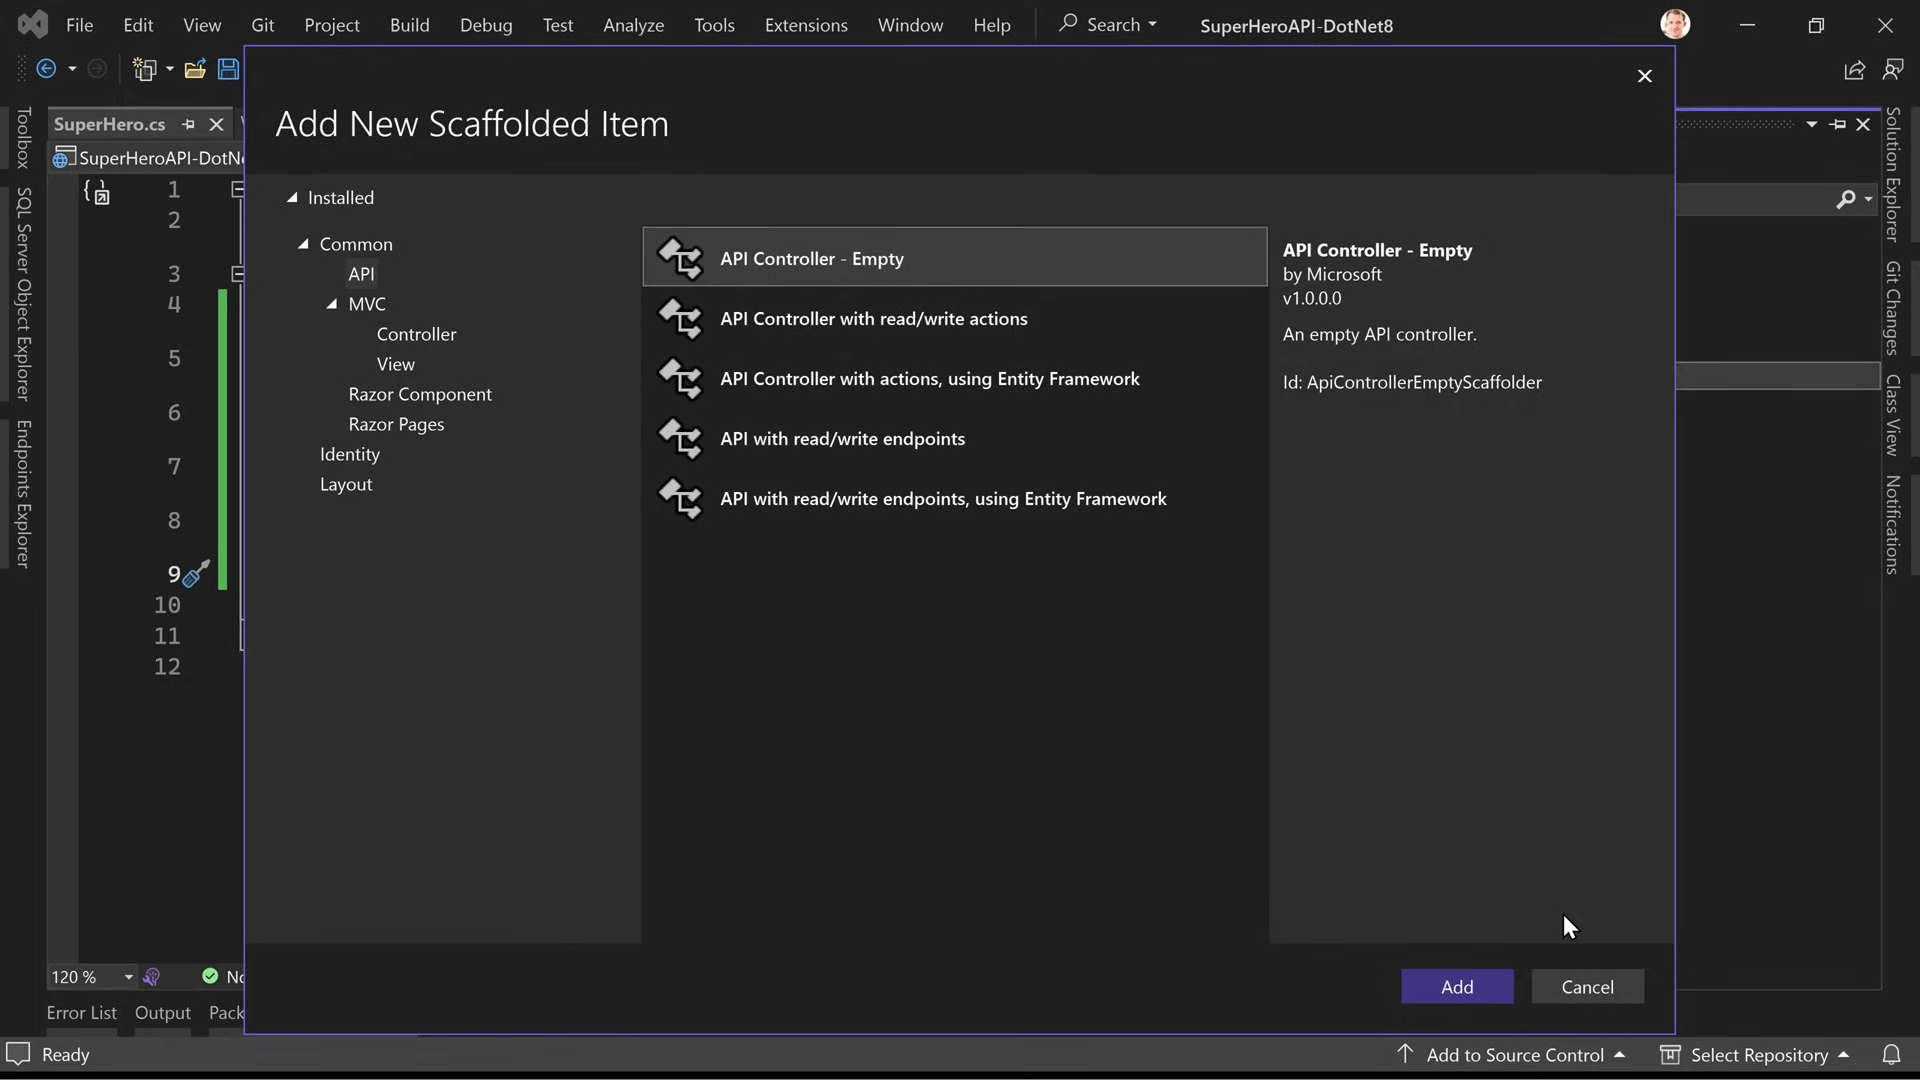 File Edit View Git Project Build Debug Test Analyze Tools Extensions Window Help Search SuperHeroAPI-DotNet8
Add New Scaffolded Item
SuperHero.cs
SuperHeroAPI-DotNe
Toolbox
SQL Server Object Explorer
Endpoints Explorer
1
2
3
4
5
6
7
8
9
10
11
12
Installed
Common
API
MVC
Controller
View
Razor Component
Razor Pages
Identity
Layout
API Controller - Empty
API Controller with read/write actions
API Controller with actions, using Entity Framework
API with read/write endpoints
API with read/write endpoints, using Entity Framework
API Controller - Empty
by Microsoft
v1.0.0.0
An empty API controller.
Id: ApiControllerEmptyScaffolder
Solution Explorer
Git Changes
Class View
Notifications
120 % No
Add Cancel
Error List Output Pack
Ready Add to Source Control Select Repository